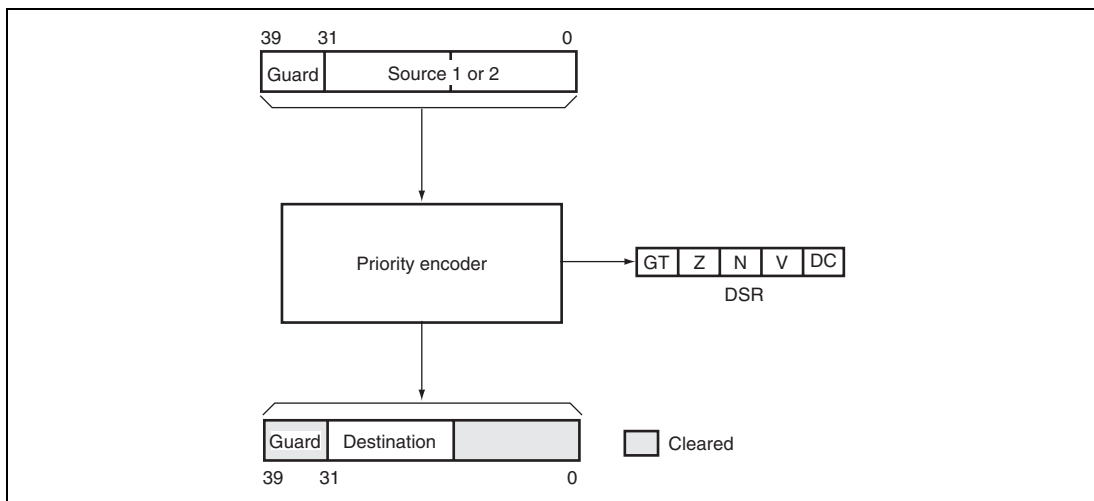 39 31 0
Guard Source 1 or 2
Priority encoder
GT Z N V DC
DSR
Guard Destination
Cleared
39 31 0